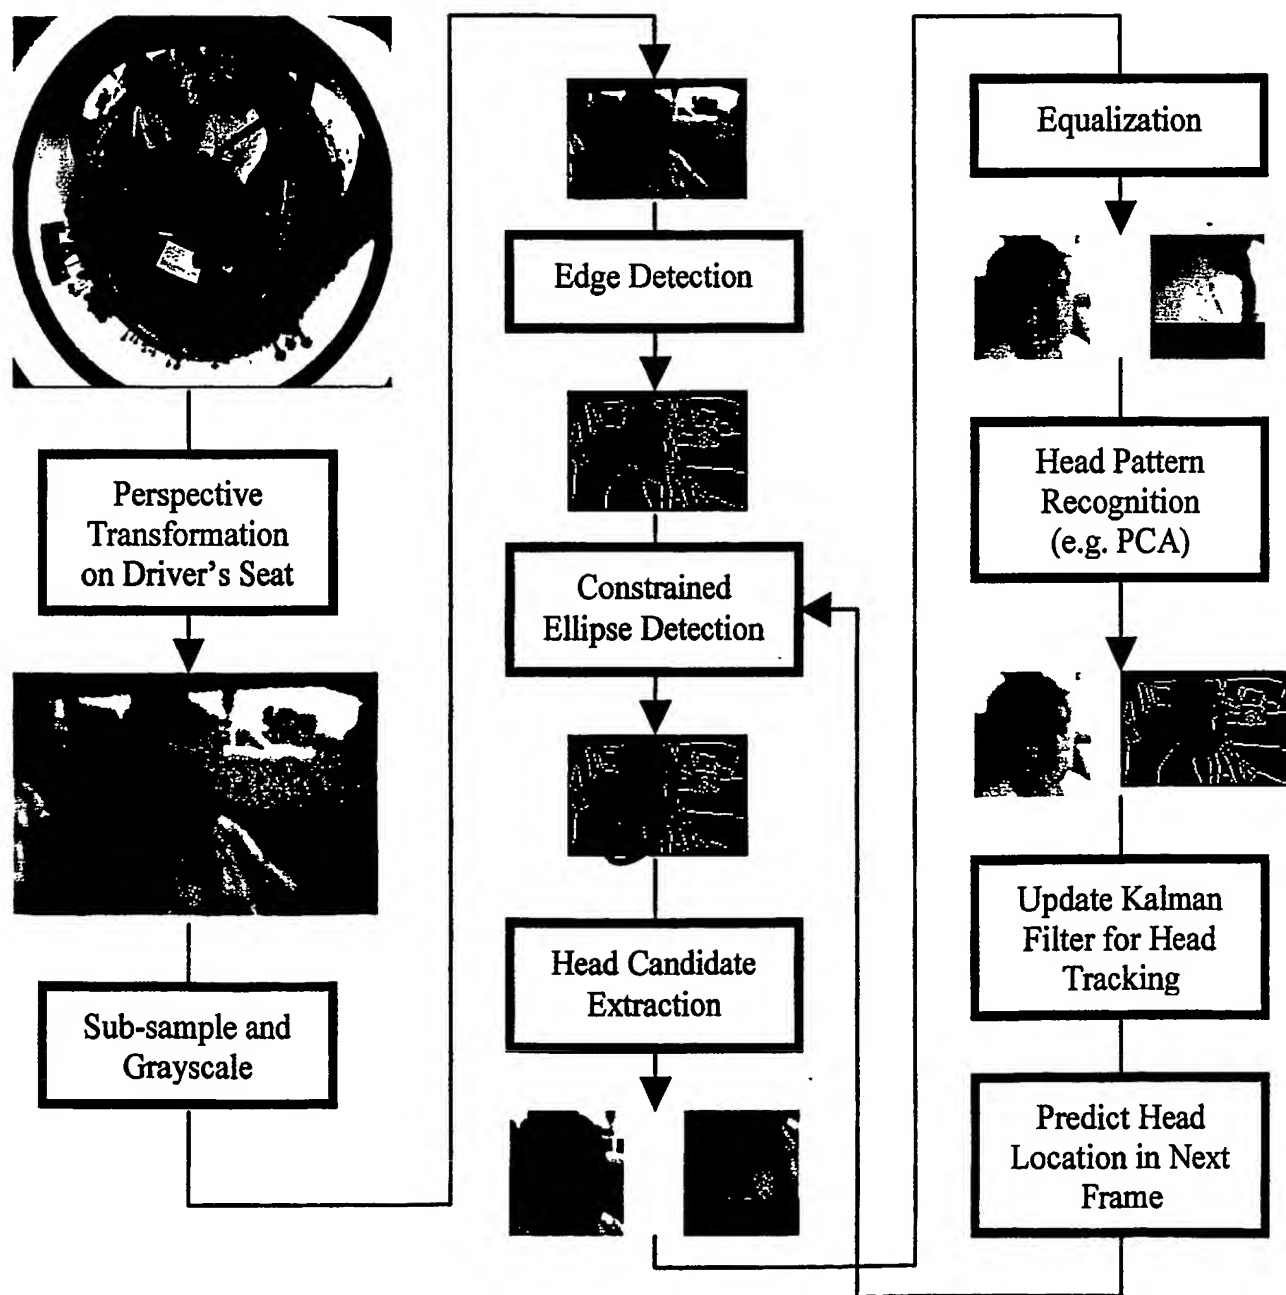 Perspective
Transformation
on Driver's Seat
Sub-sample and
Grayscale
Edge Detection
Constrained
Ellipse Detection
Head Candidate
Extraction
Equalization
Head Pattern
Recognition
(e.g. PCA)
Update Kalman
Filter for Head
Tracking
Predict Head
Location in Next
Frame